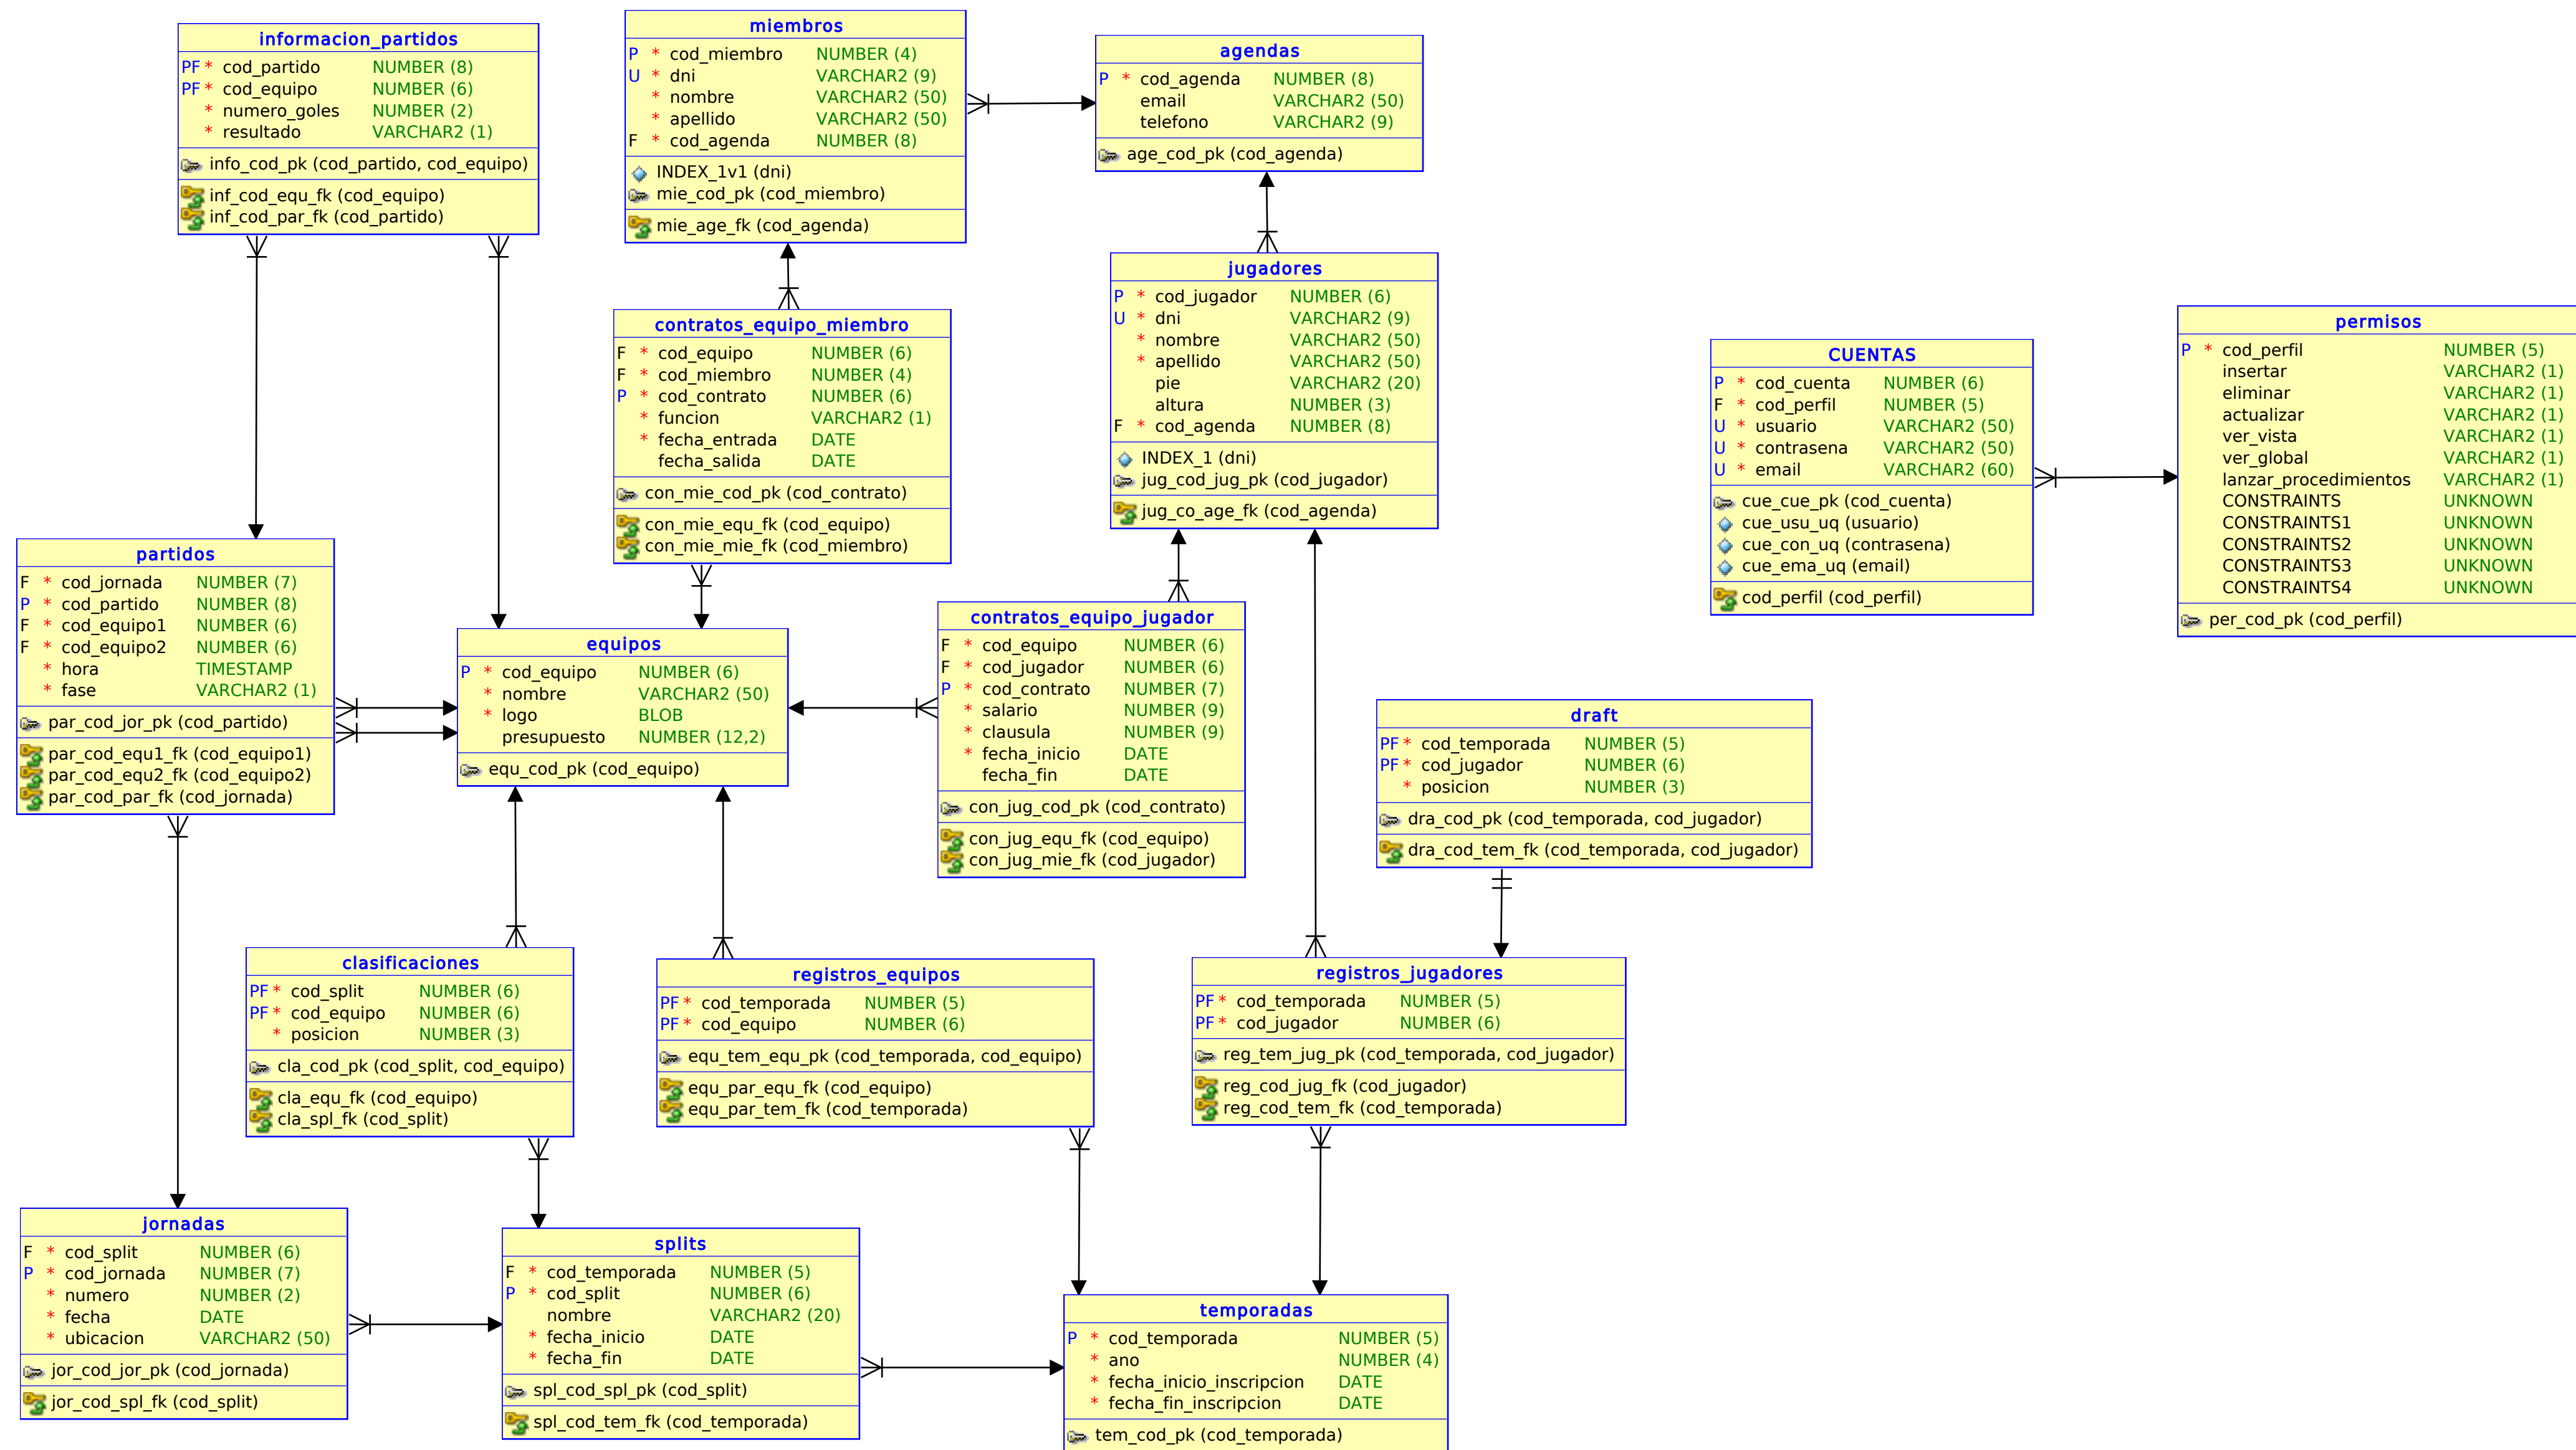 informacion_partidos
PF * cod_partido NUMBER (8)
PF * cod_equipo NUMBER (6)
* numero_goles NUMBER (2)
* resultado VARCHAR2 (1)
info_cod_pk (cod_partido, cod_equipo)
inf_cod_equ_fk (cod_equipo)
inf_cod_par_fk (cod_partido)
miembros
P * cod_miembro NUMBER (4)
U * dni VARCHAR2 (9)
* nombre VARCHAR2 (50)
* apellido VARCHAR2 (50)
F * cod_agenda NUMBER (8)
INDEX_1v1 (dni)
mie_cod_pk (cod_miembro)
mie_age_fk (cod_agenda)
agendas
P * cod_agenda NUMBER (8)
email VARCHAR2 (50)
telefono VARCHAR2 (9)
age_cod_pk (cod_agenda)
jugadores
P * cod_jugador NUMBER (6)
U * dni VARCHAR2 (9)
* nombre VARCHAR2 (50)
* apellido VARCHAR2 (50)
pie VARCHAR2 (20)
altura NUMBER (3)
F * cod_agenda NUMBER (8)
INDEX_1 (dni)
jug_cod_jug_pk (cod_jugador)
jug_co_age_fk (cod_agenda)
contratos_equipo_miembro
F * cod_equipo NUMBER (6)
F * cod_miembro NUMBER (4)
P * cod_contrato NUMBER (6)
* funcion VARCHAR2 (1)
* fecha_entrada DATE
fecha_salida DATE
con_mie_cod_pk (cod_contrato)
con_mie_equ_fk (cod_equipo)
con_mie_mie_fk (cod_miembro)
CUENTAS
P * cod_cuenta NUMBER (6)
F * cod_perfil NUMBER (5)
U * usuario VARCHAR2 (50)
U * contrasena VARCHAR2 (50)
U * email VARCHAR2 (60)
cue_cue_pk (cod_cuenta)
cue_usu_uq (usuario)
cue_con_uq (contrasena)
cue_ema_uq (email)
cod_perfil (cod_perfil)
permisos
P * cod_perfil NUMBER (5)
insertar VARCHAR2 (1)
eliminar VARCHAR2 (1)
actualizar VARCHAR2 (1)
ver_vista VARCHAR2 (1)
ver_global VARCHAR2 (1)
lanzar_procedimientos VARCHAR2 (1)
CONSTRAINTS UNKNOWN
CONSTRAINTS1 UNKNOWN
CONSTRAINTS2 UNKNOWN
CONSTRAINTS3 UNKNOWN
CONSTRAINTS4 UNKNOWN
per_cod_pk (cod_perfil)
partidos
F * cod_jornada NUMBER (7)
P * cod_partido NUMBER (8)
F * cod_equipo1 NUMBER (6)
F * cod_equipo2 NUMBER (6)
* hora TIMESTAMP
* fase VARCHAR2 (1)
par_cod_jor_pk (cod_partido)
par_cod_equ1_fk (cod_equipo1)
par_cod_equ2_fk (cod_equipo2)
par_cod_par_fk (cod_jornada)
equipos
P * cod_equipo NUMBER (6)
* nombre VARCHAR2 (50)
* logo BLOB
presupuesto NUMBER (12,2)
equ_cod_pk (cod_equipo)
contratos_equipo_jugador
F * cod_equipo NUMBER (6)
F * cod_jugador NUMBER (6)
P * cod_contrato NUMBER (7)
* salario NUMBER (9)
* clausula NUMBER (9)
* fecha_inicio DATE
fecha_fin DATE
con_jug_cod_pk (cod_contrato)
con_jug_equ_fk (cod_equipo)
con_jug_mie_fk (cod_jugador)
draft
PF * cod_temporada NUMBER (5)
PF * cod_jugador NUMBER (6)
* posicion NUMBER (3)
dra_cod_pk (cod_temporada, cod_jugador)
dra_cod_tem_fk (cod_temporada, cod_jugador)
clasificaciones
PF * cod_split NUMBER (6)
PF * cod_equipo NUMBER (6)
* posicion NUMBER (3)
cla_cod_pk (cod_split, cod_equipo)
cla_equ_fk (cod_equipo)
cla_spl_fk (cod_split)
registros_equipos
PF * cod_temporada NUMBER (5)
PF * cod_equipo NUMBER (6)
equ_tem_equ_pk (cod_temporada, cod_equipo)
equ_par_equ_fk (cod_equipo)
equ_par_tem_fk (cod_temporada)
registros_jugadores
PF * cod_temporada NUMBER (5)
PF * cod_jugador NUMBER (6)
reg_tem_jug_pk (cod_temporada, cod_jugador)
reg_cod_jug_fk (cod_jugador)
reg_cod_tem_fk (cod_temporada)
jornadas
F * cod_split NUMBER (6)
P * cod_jornada NUMBER (7)
* numero NUMBER (2)
* fecha DATE
* ubicacion VARCHAR2 (50)
jor_cod_jor_pk (cod_jornada)
jor_cod_spl_fk (cod_split)
splits
F * cod_temporada NUMBER (5)
P * cod_split NUMBER (6)
nombre VARCHAR2 (20)
* fecha_inicio DATE
* fecha_fin DATE
spl_cod_spl_pk (cod_split)
spl_cod_tem_fk (cod_temporada)
temporadas
P * cod_temporada NUMBER (5)
* ano NUMBER (4)
* fecha_inicio_inscripcion DATE
* fecha_fin_inscripcion DATE
tem_cod_pk (cod_temporada)